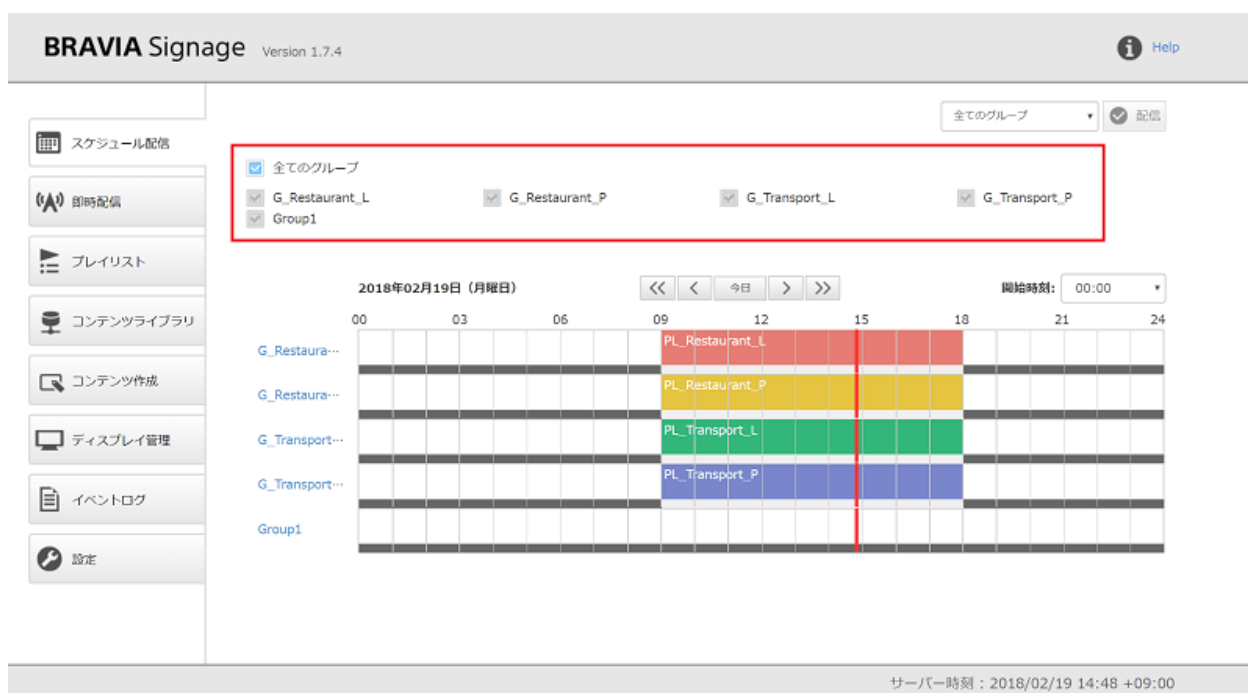 BRAVIA Signage Version 1.7.4
Help
全てのグループ
配信
スケジュール配信
即時配信
プレイリスト
コンテンツライブラリ
コンテンツ作成
ディスプレイ管理
イベントログ
設定
全てのグループ
G_Restaurant_L G_Restaurant_P G_Transport_L G_Transport_P
Group1
2018年02月19日（月曜日） << < 今日 > >> 開始時刻: 00:00
00 03 06 09 12 15 18 21 24
G_Restaura… PL_Restaurant_L
G_Restaura… PL_Restaurant_P
G_Transport… PL_Transport_L
G_Transport… PL_Transport_P
Group1
サーバー時刻：2018/02/19 14:48 +09:00